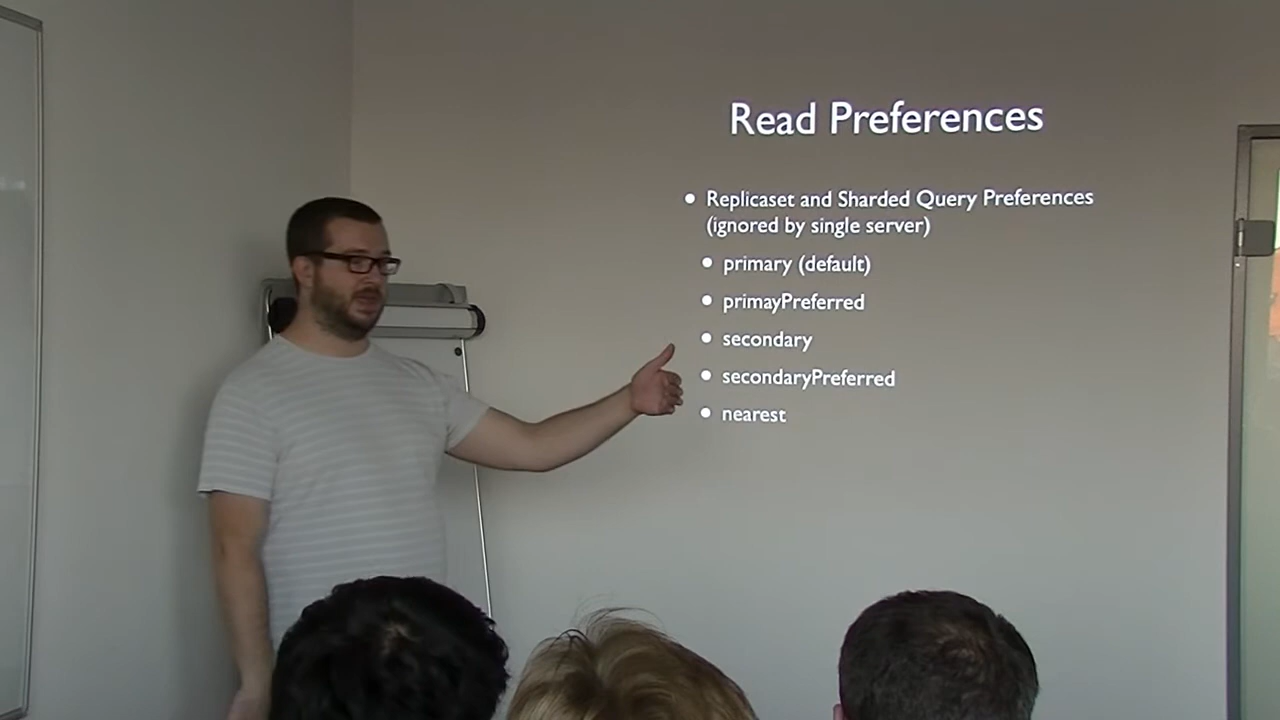 Read Preferences
• Replicaset and Sharded Query Preferences
(ignored by single server)
• primary (default)
• primayPreferred
• secondary
• secondaryPreferred
• nearest